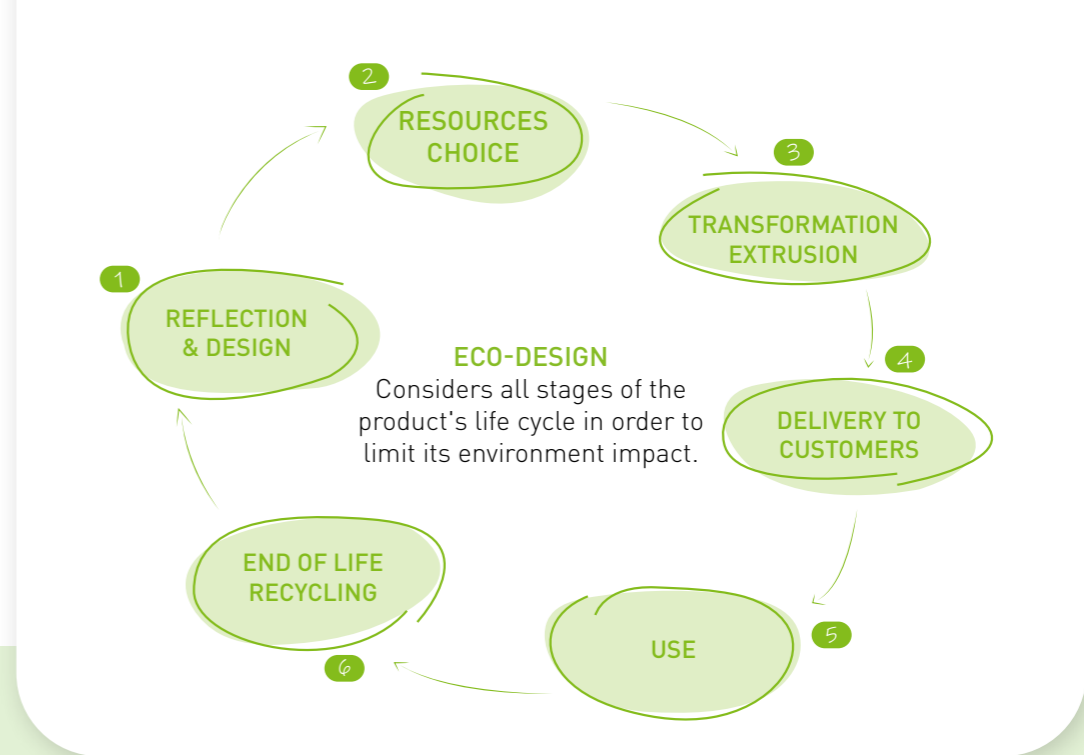 1
REFLECTION
& DESIGN
2
RESOURCES
CHOICE
3
TRANSFORMATION
EXTRUSION
4
DELIVERY TO
CUSTOMERS
5
USE
6
END OF LIFE
RECYCLING
ECO-DESIGN
Considers all stages of the
product's life cycle in order to
limit its environment impact.